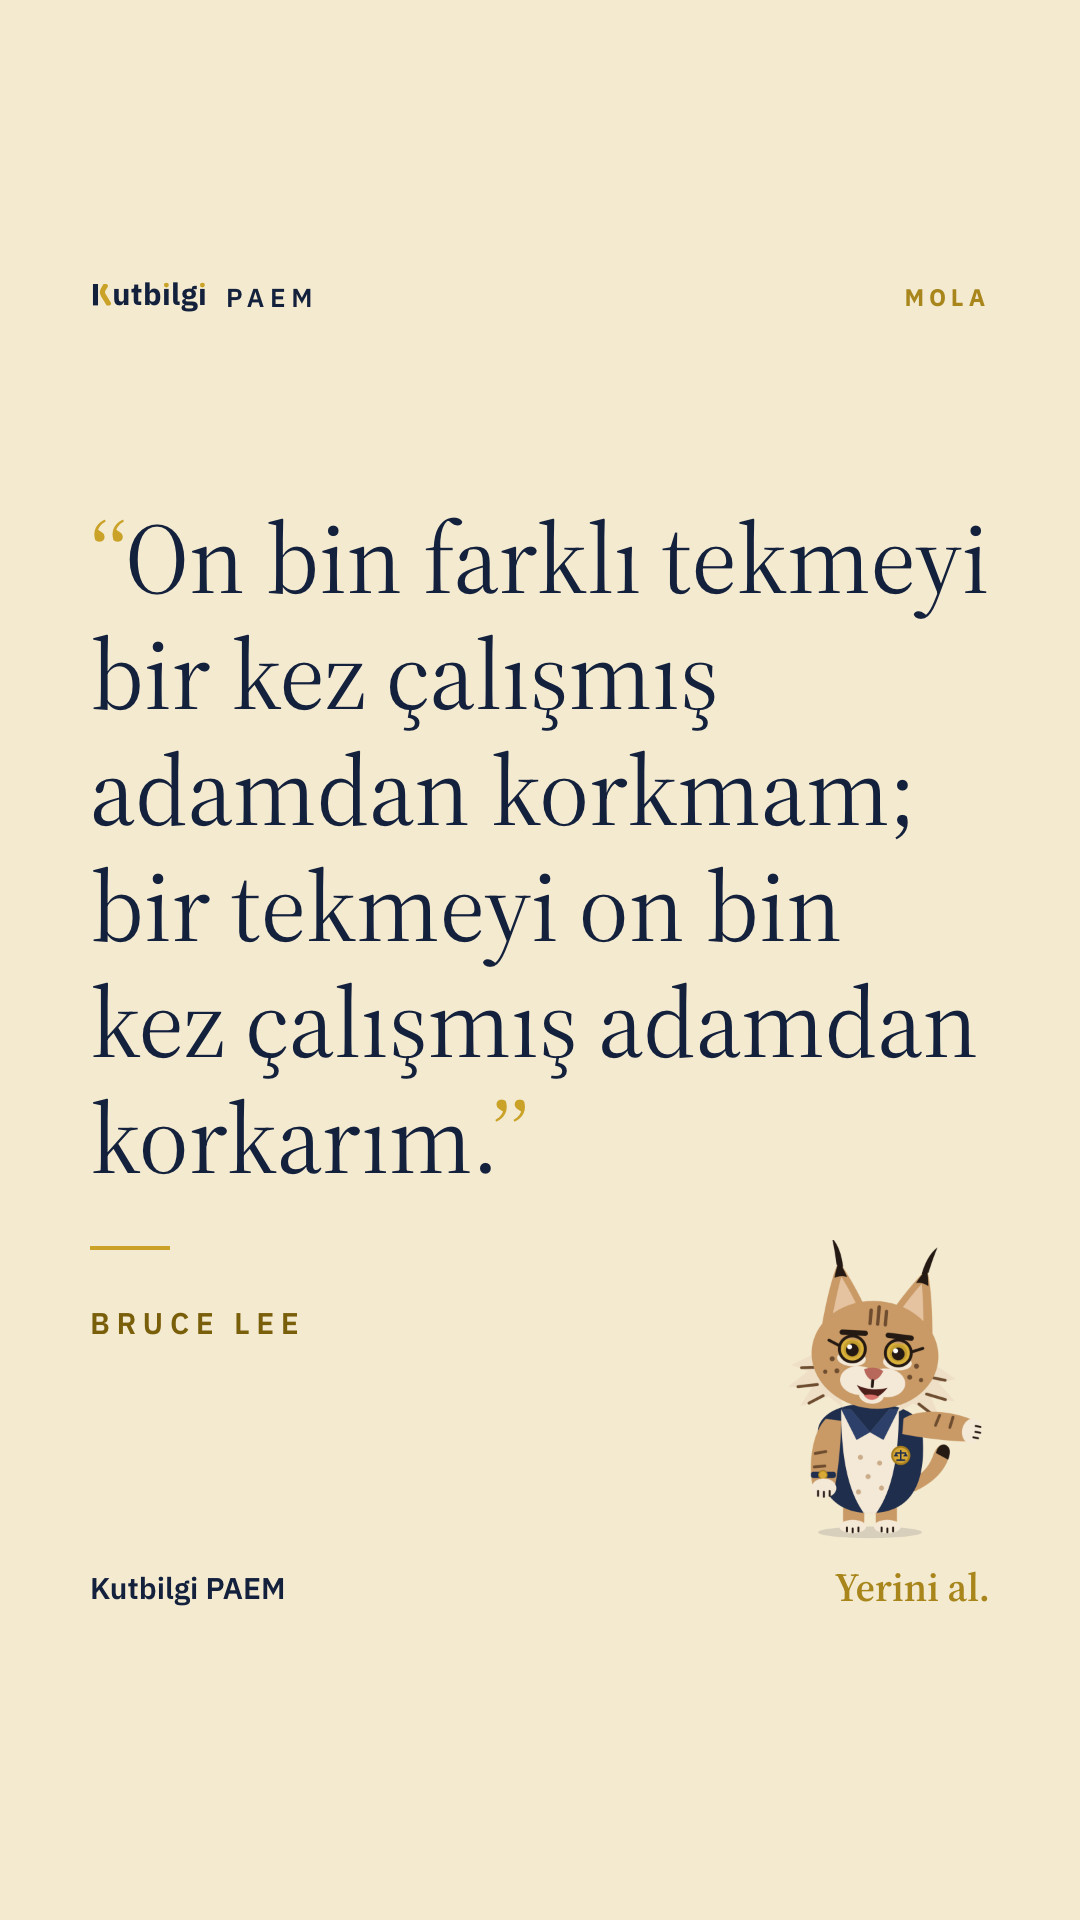 Kutbilgi PAEM
MOLA
“On bin farklı tekmeyi
bir kez çalışmış
adamdan korkmam;
bir tekmeyi on bin
kez çalışmış adamdan
korkarım.”
BRUCE LEE
Kutbilgi PAEM
Yerini al.